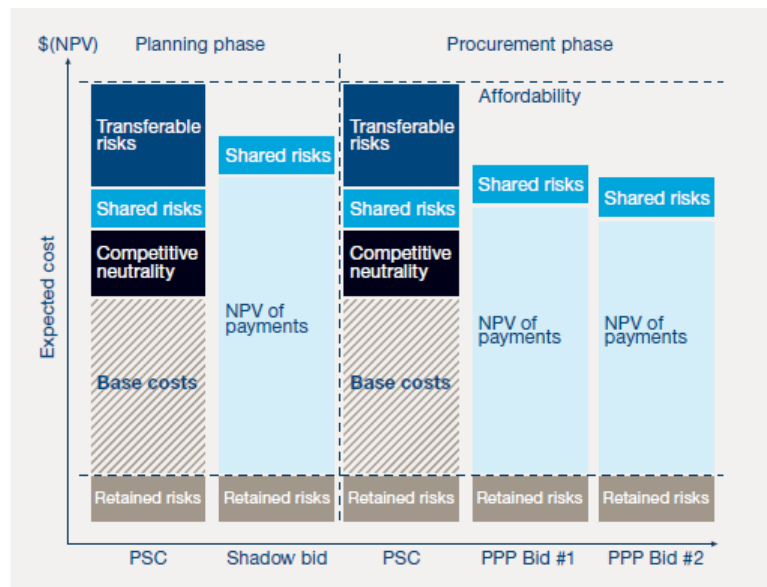 $(NPV)
Planning phase
Procurement phase
Affordability
Expected cost
Transferable
risks
Shared risks
Competitive
neutrality
Base costs
Retained risks
PSC
Shared risks
NPV of
payments
Retained risks
Shadow bid
Transferable
risks
Shared risks
Competitive
neutrality
Base costs
Retained risks
PSC
Shared risks
NPV of
payments
Retained risks
PPP Bid #1
Shared risks
NPV of
payments
Retained risks
PPP Bid #2